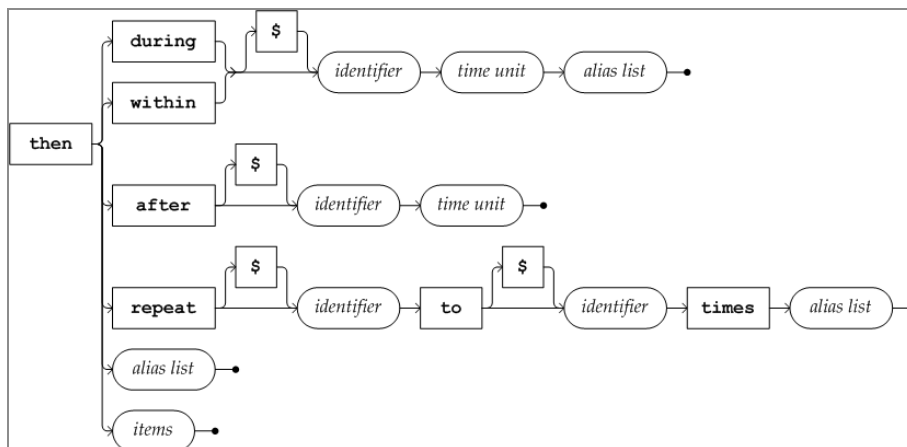 during $ identifier time unit alias list
within
then
after $ identifier time unit
repeat $ identifier to $ identifier times alias list
alias list
items